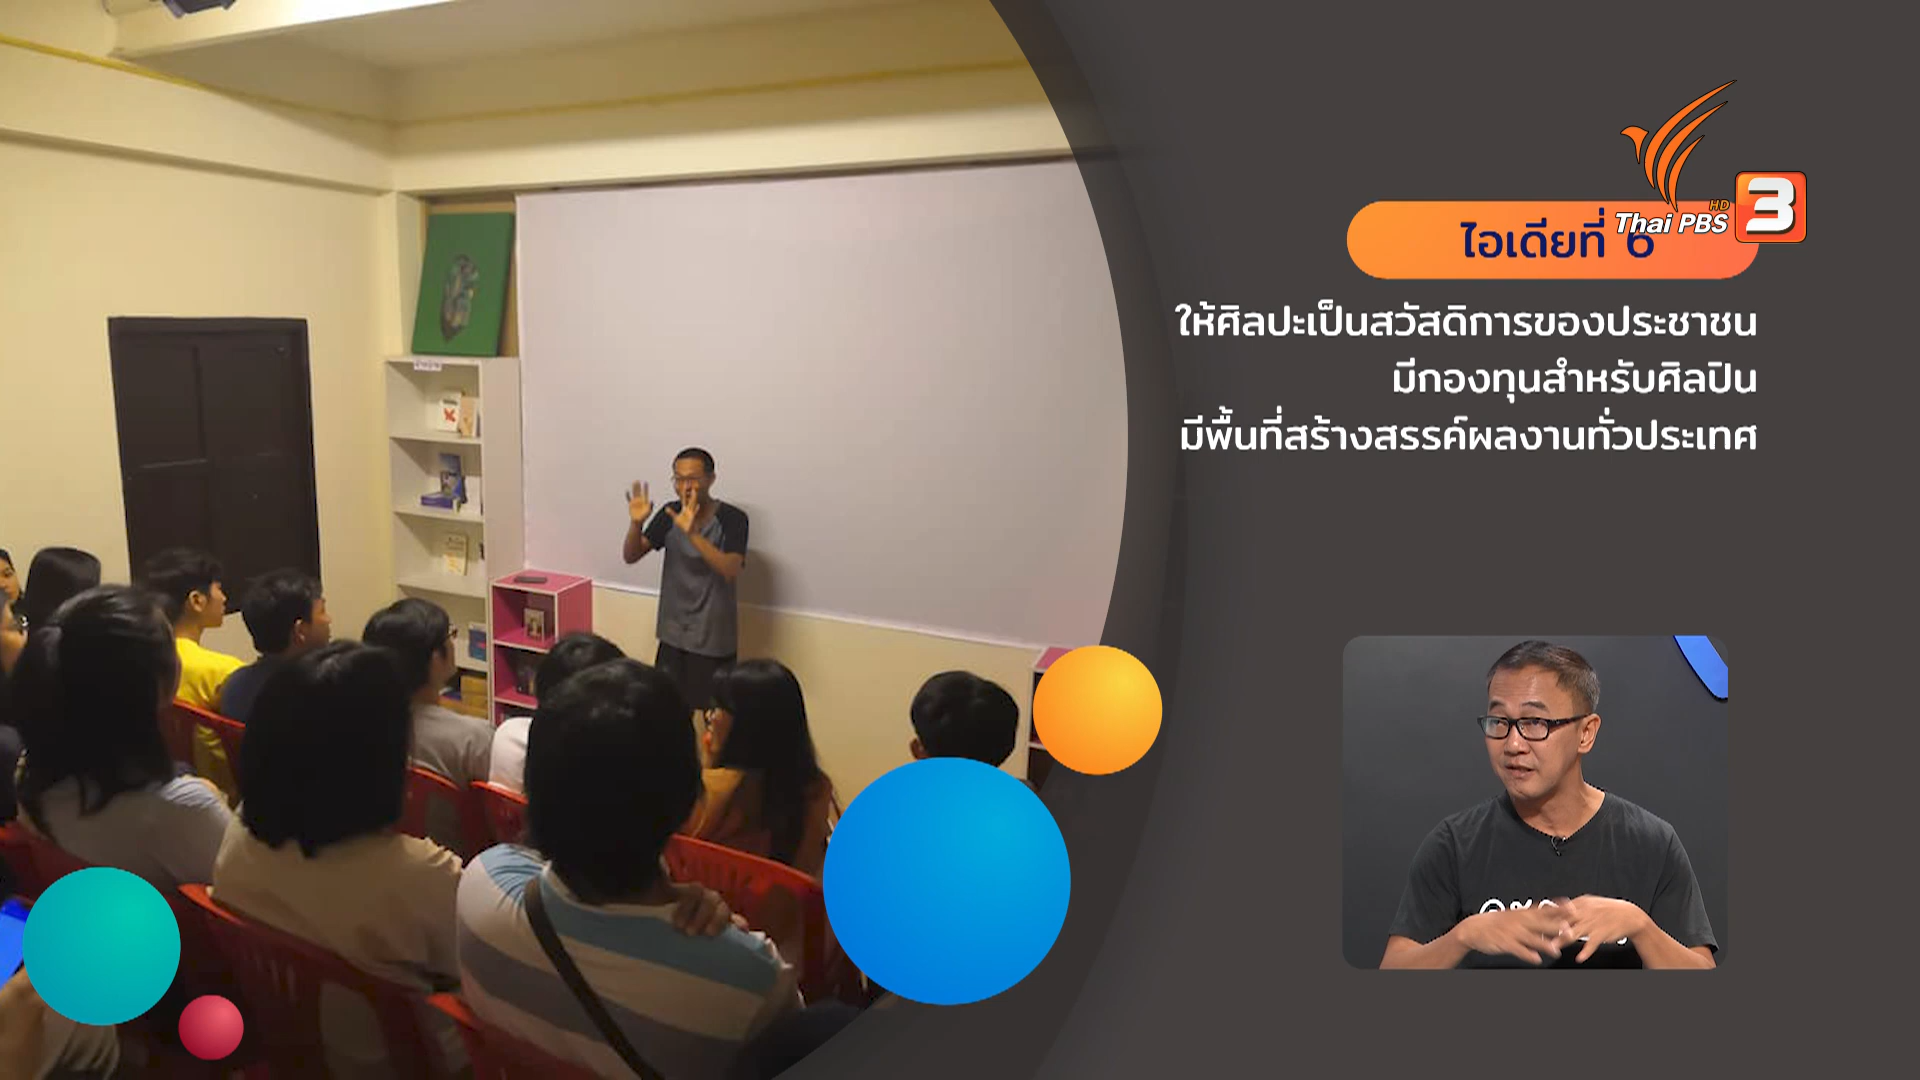 Thai PBS HD 3
ไอเดียที่ 6
ให้ศิลปะเป็นสวัสดิการของประชาชน
มีกองทุนสำหรับศิลปิน
มีพื้นที่สร้างสรรค์ผลงานทั่วประเทศ